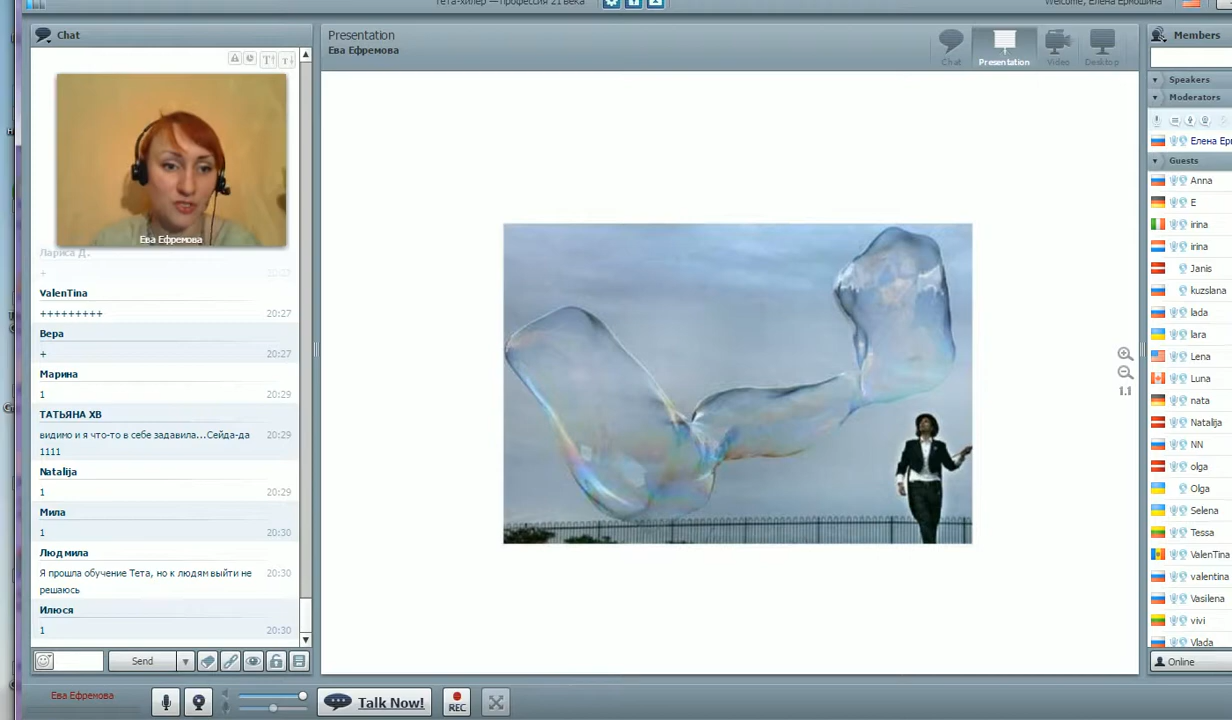 Тета-хилер — профессия 21 века
Welcome, Елена Ермошина
Chat
Ева Ефремова
Лариса Д.
+
ValenTina
+++++++++ 20:27
Вера
+ 20:27
Марина
1 20:29
ТАТЬЯНА ХВ
видимо и я что-то в себе задавила...Сейда-да 20:29
1111
Natalija
1 20:29
Мила
1 20:30
Людмила
Я прошла обучение Тета, но к людям выйти не 20:30
решаюсь
Илюся
1 20:30
Send
Presentation
Ева Ефремова
Chat
Presentation
Video
Desktop
1.1
Members
Speakers
Moderators
Елена Ер
Guests
Anna
E
irina
irina
Janis
kuzslana
lada
lara
Lena
Luna
nata
Natalija
NN
olga
Olga
Selena
Tessa
ValenTina
valentina
Vasilena
vivi
Vlada
Online
Ева Ефремова
Talk Now!
REC